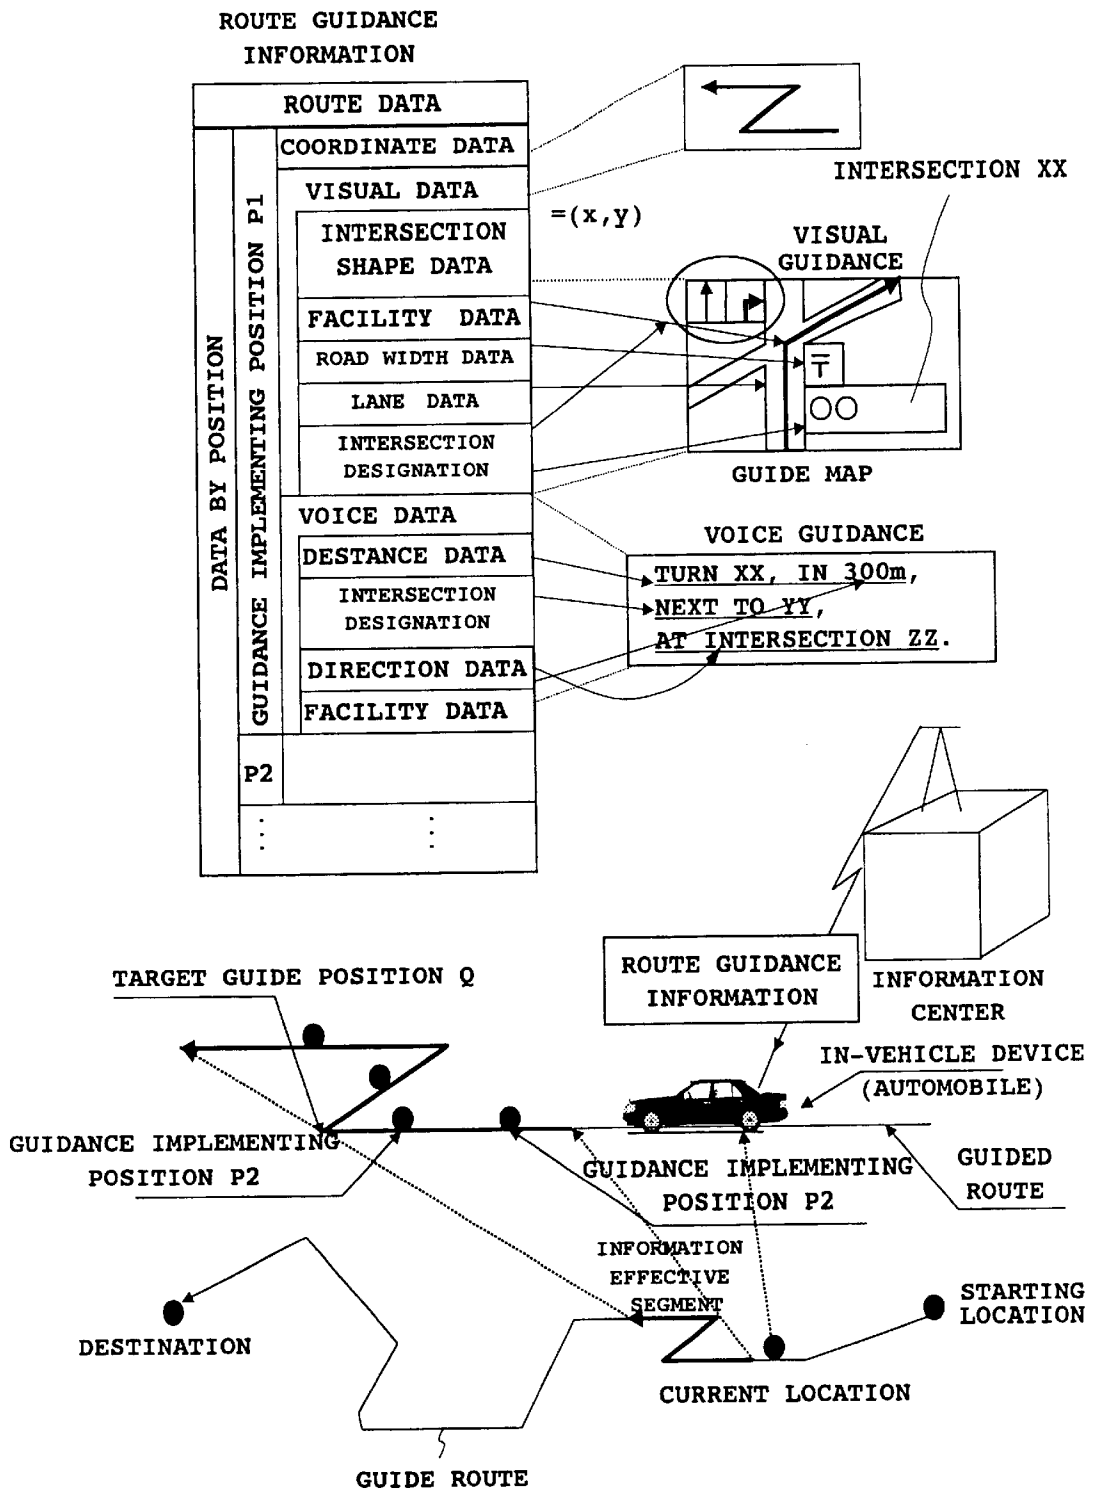 ROUTE GUIDANCE
INFORMATION
ROUTE DATA
DATA BY POSITION
GUIDANCE IMPLEMENTING POSITION P1
COORDINATE DATA
VISUAL DATA
INTERSECTION
SHAPE DATA
FACILITY DATA
ROAD WIDTH DATA
LANE DATA
INTERSECTION
DESIGNATION
VOICE DATA
DESTANCE DATA
INTERSECTION
DESIGNATION
DIRECTION DATA
FACILITY DATA
P2
=(x,y)
INTERSECTION XX
VISUAL
GUIDANCE
〒
GUIDE MAP
VOICE GUIDANCE
TURN XX, IN 300m,
NEXT TO YY,
AT INTERSECTION ZZ.
ROUTE GUIDANCE
INFORMATION
INFORMATION
CENTER
TARGET GUIDE POSITION Q
IN-VEHICLE DEVICE
(AUTOMOBILE)
GUIDANCE IMPLEMENTING
POSITION P2
GUIDANCE IMPLEMENTING
POSITION P2
GUIDED
ROUTE
INFORMATION
EFFECTIVE
SEGMENT
STARTING
LOCATION
DESTINATION
CURRENT LOCATION
GUIDE ROUTE